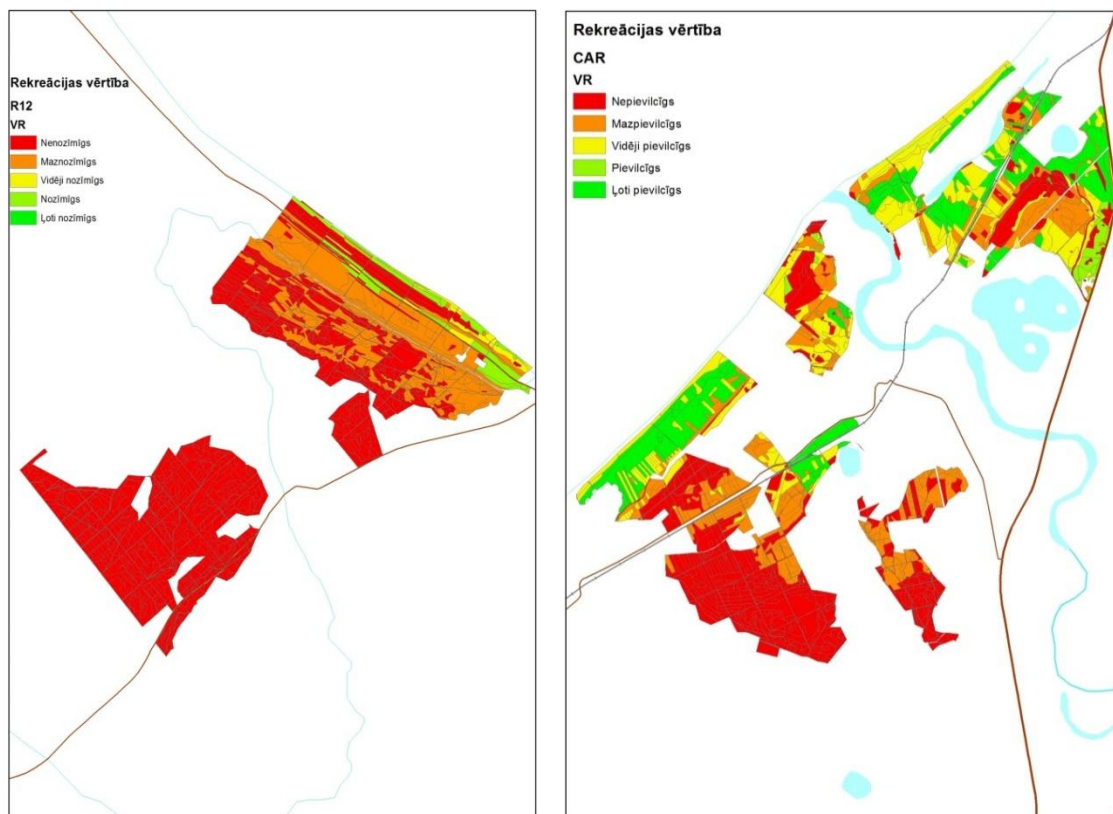 Rekreācijas vērtība
R12
VR
Nenozīmīgs
Maznozīmīgs
Vidēji nozīmīgs
Nozīmīgs
Ļoti nozīmīgs
Rekreācijas vērtība
CAR
VR
Nepievilcīgs
Mazpievilcīgs
Vidēji pievilcīgs
Pievilcīgs
Ļoti pievilcīgs